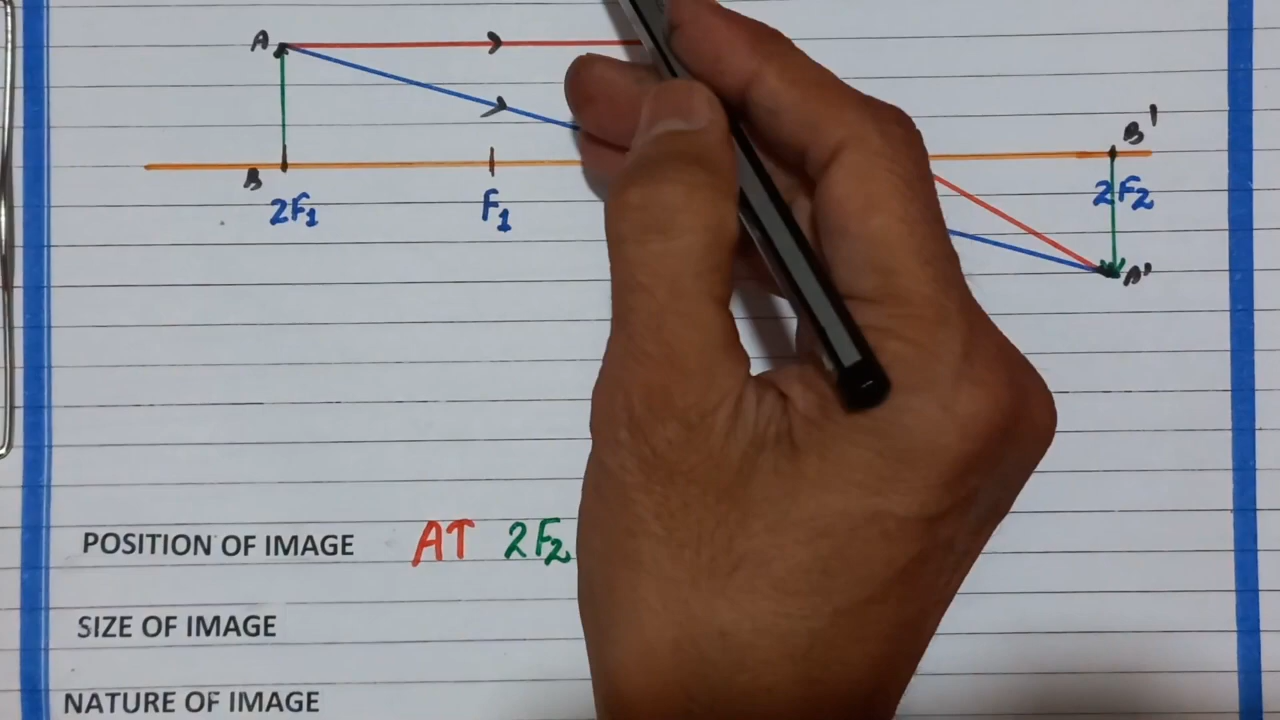 A
B'
B
2F₁
F₁
2F₂
A'
POSITION OF IMAGE AT 2F₂
SIZE OF IMAGE
NATURE OF IMAGE